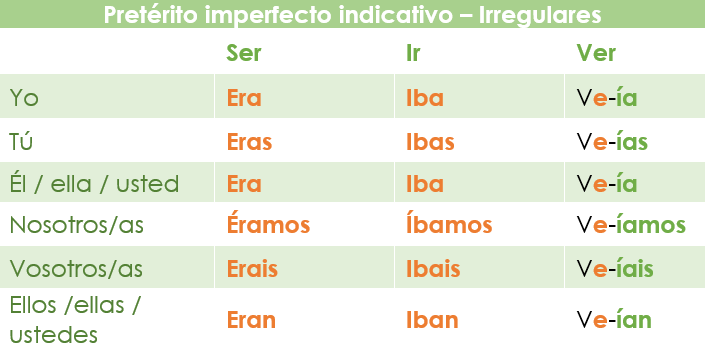 Pretérito imperfecto indicativo – Irregulares
Ser Ir Ver
Yo Era Iba Ve-ía
Tú Eras Ibas Ve-ías
Él / ella / usted Era Iba Ve-ía
Nosotros/as Éramos Íbamos Ve-íamos
Vosotros/as Erais Ibais Ve-íais
Ellos /ellas /
ustedes Eran Iban Ve-ían